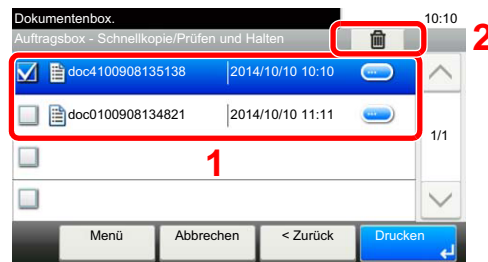 Dokumentenbox. 10:10
Auftragsbox - Schnellkopie/Prüfen und Halten
2
doc4100908135138 2014/10/10 10:10
doc0100908134821 2014/10/10 11:11
1/1
1
Menü Abbrechen < Zurück Drucken